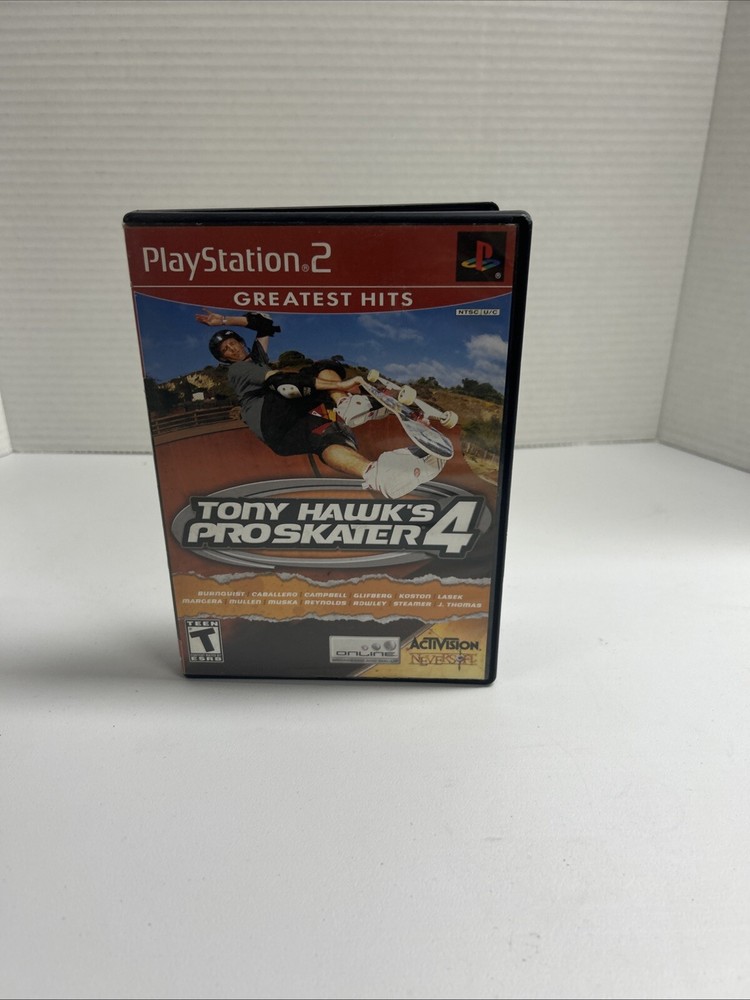 PlayStation®2
GREATEST HITS
NTSC U/C
TONY HAWK'S
PRO SKATER 4
BURNQUIST CABALLERO CAMPBELL GLIFBERG KOSTON LASEK
MARGERA MULLEN MUSKA REYNOLDS ROWLEY STEAMER J. THOMAS
TEEN
T
ESRB
ONLINE
ACTIVISION.
NEVERSOFT